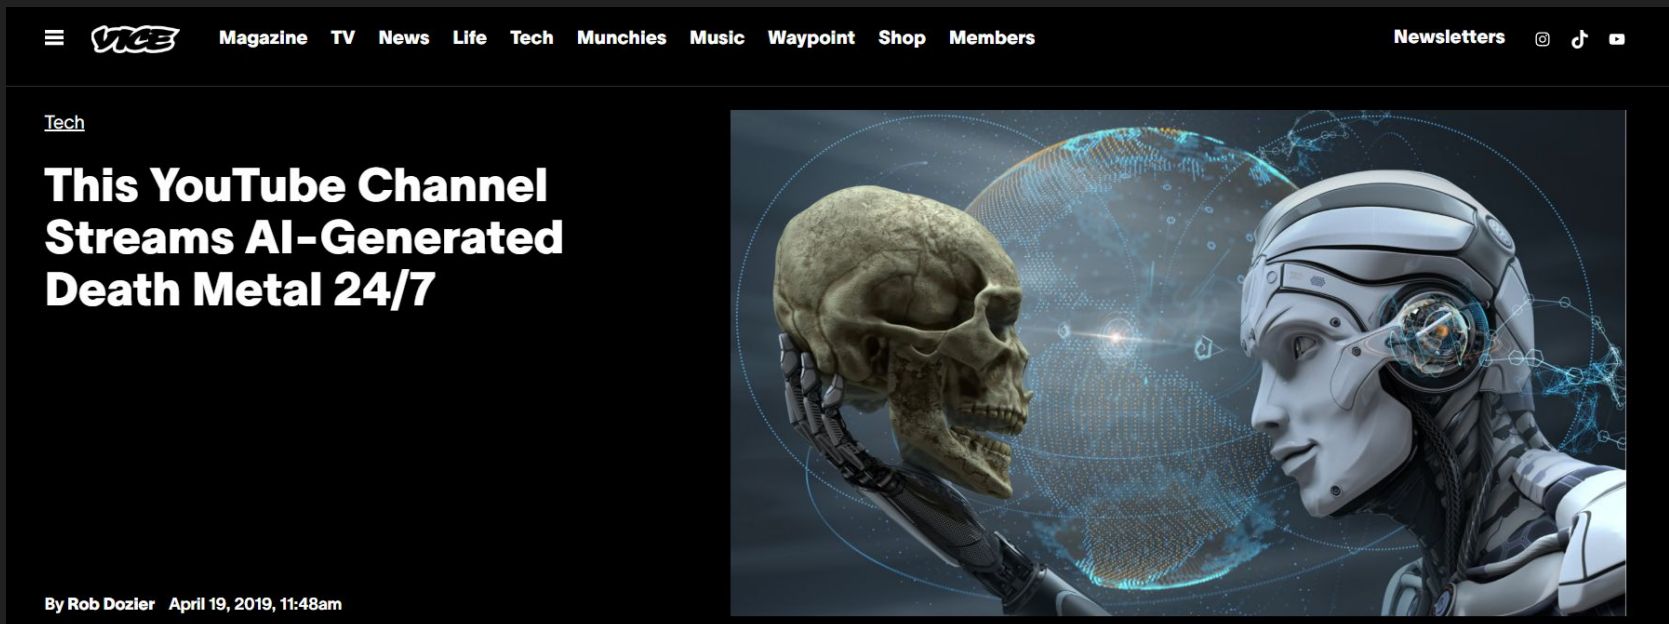 VICE Magazine TV News Life Tech Munchies Music Waypoint Shop Members Newsletters
Tech
This YouTube Channel
Streams AI-Generated
Death Metal 24/7
By Rob Dozier April 19, 2019, 11:48am